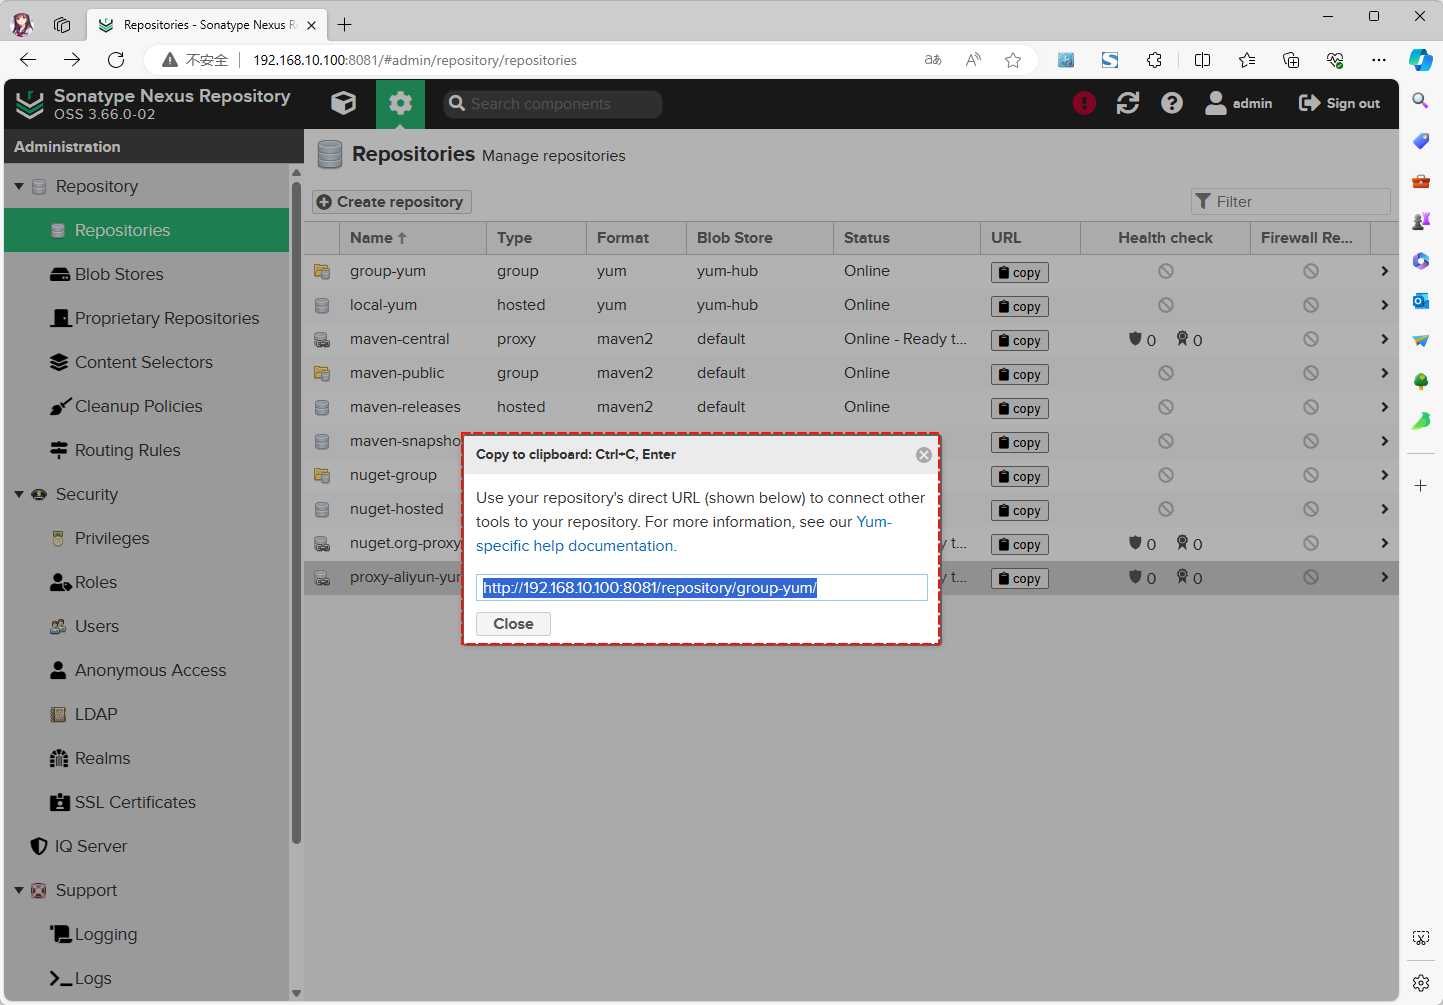 Repositories - Sonatype Nexus R
不安全
192.168.10.100:8081/#admin/repository/repositories
Sonatype Nexus Repository
OSS 3.66.0-02
Search components
admin
Sign out
Administration
Repository
Repositories
Blob Stores
Proprietary Repositories
Content Selectors
Cleanup Policies
Routing Rules
Security
Privileges
Roles
Users
Anonymous Access
LDAP
Realms
SSL Certificates
IQ Server
Support
Logging
Logs
Repositories Manage repositories
Create repository
Filter
Name Type Format Blob Store Status URL Health check Firewall Re...
group-yum group yum yum-hub Online copy
local-yum hosted yum yum-hub Online copy
maven-central proxy maven2 default Online - Ready t... copy 0 0
maven-public group maven2 default Online copy
maven-releases hosted maven2 default Online copy
maven-snapsho copy
nuget-group copy
nuget-hosted copy
nuget.org-proxy t... copy 0 0
proxy-aliyun-yu t... copy 0 0
Copy to clipboard: Ctrl+C, Enter
Use your repository's direct URL (shown below) to connect other
tools to your repository. For more information, see our Yum-
specific help documentation.
http://192.168.10.100:8081/repository/group-yum/
Close